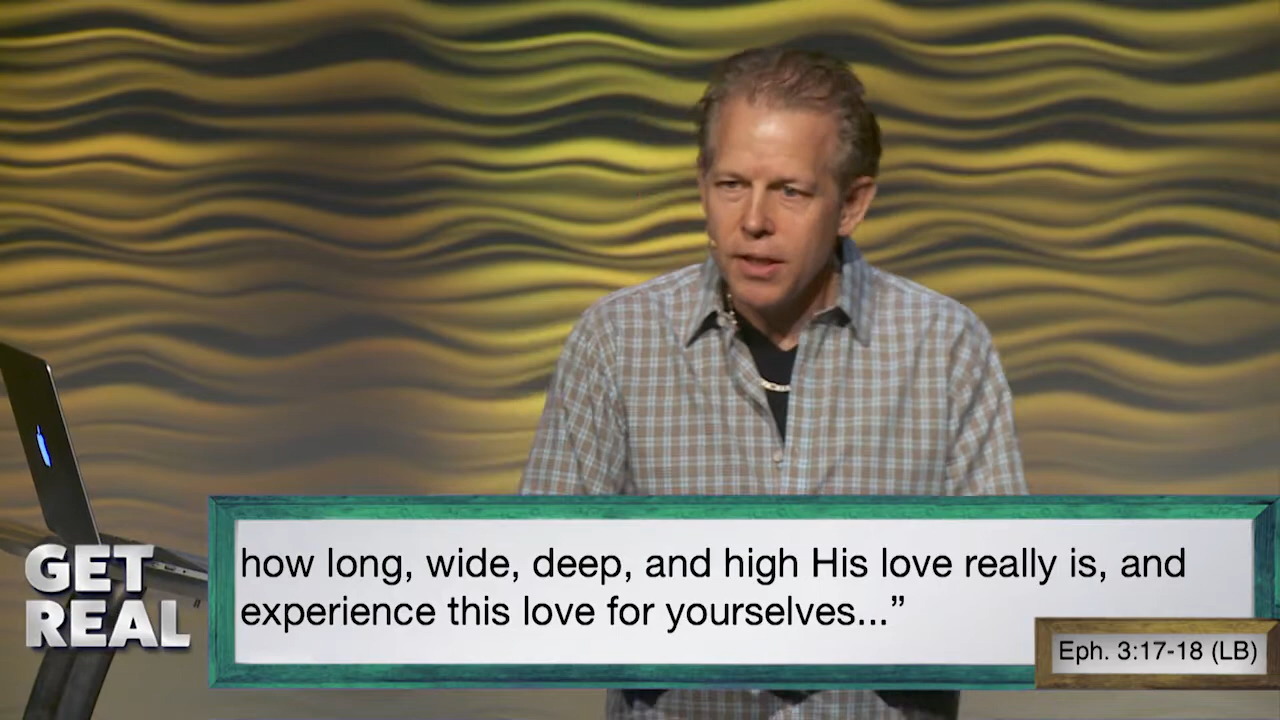 how long, wide, deep, and high His love really is, and
experience this love for yourselves...”
Eph. 3:17-18 (LB)
GET
REAL